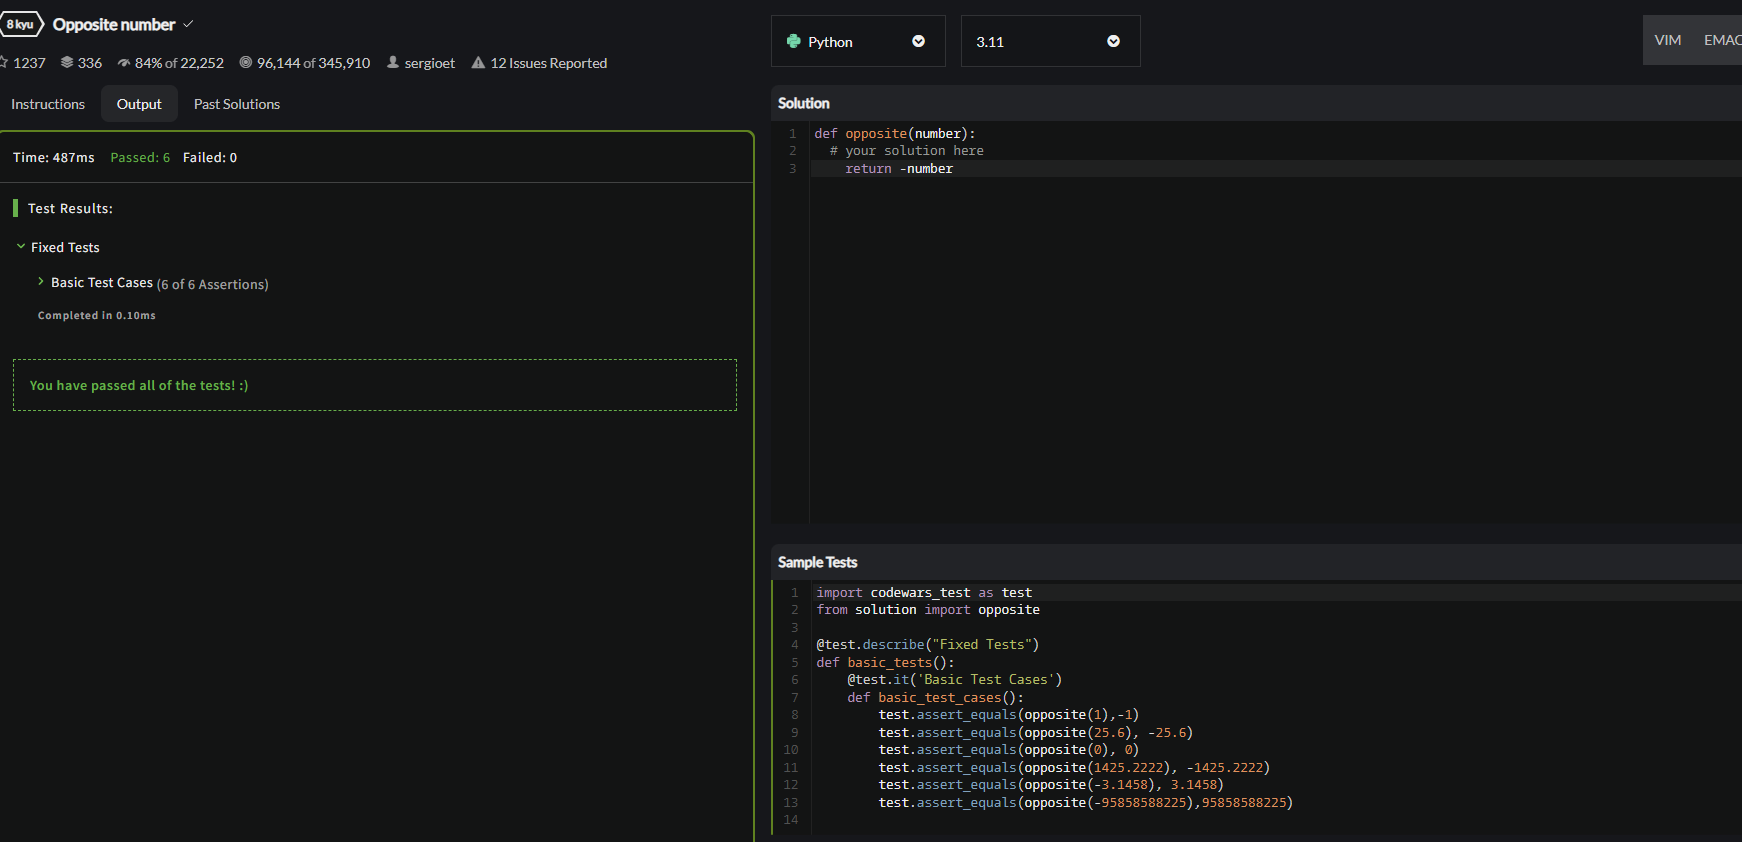 8 kyu Opposite number
1237 336 84% of 22,252 96,144 of 345,910 sergioet 12 Issues Reported
Instructions Output Past Solutions
Time: 487ms Passed: 6 Failed: 0
Test Results:
Fixed Tests
Basic Test Cases (6 of 6 Assertions)
Completed in 0.10ms
You have passed all of the tests! :)
Python 3.11 VIM EMAC
Solution
1 def opposite(number):
2 # your solution here
3 return -number
Sample Tests
1 import codewars_test as test
2 from solution import opposite
3
4 @test.describe("Fixed Tests")
5 def basic_tests():
6 @test.it('Basic Test Cases')
7 def basic_test_cases():
8 test.assert_equals(opposite(1),-1)
9 test.assert_equals(opposite(25.6), -25.6)
10 test.assert_equals(opposite(0), 0)
11 test.assert_equals(opposite(1425.2222), -1425.2222)
12 test.assert_equals(opposite(-3.1458), 3.1458)
13 test.assert_equals(opposite(-95858588225),95858588225)
14